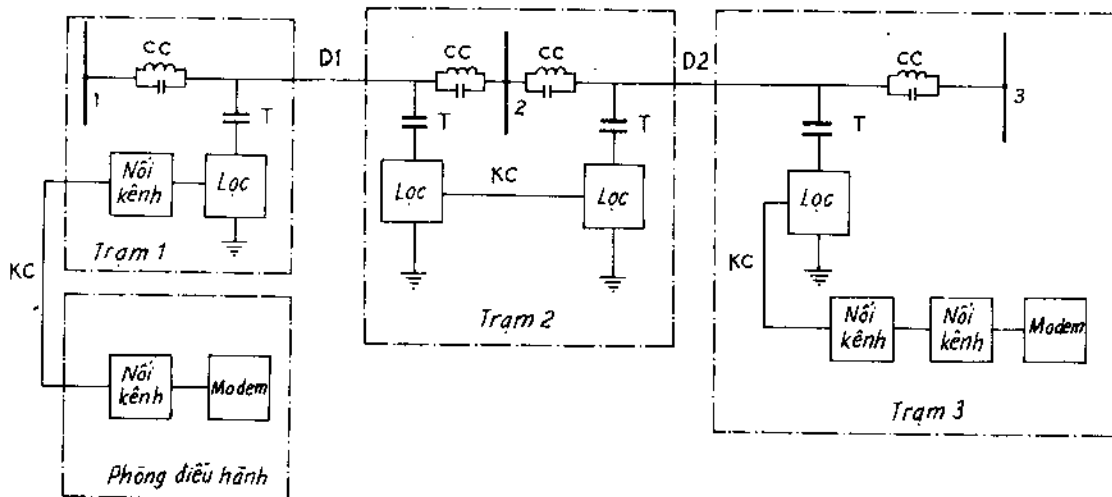 CC
1
T
Nối
kênh
Lọc
Trạm 1
KC
Nối
kênh
Modem
Phòng điều hành
D1
CC
CC
2
T
T
Lọc
KC
Lọc
Trạm 2
D2
CC
3
T
Lọc
KC
Nối
kênh
Nối
kênh
Modem
Trạm 3